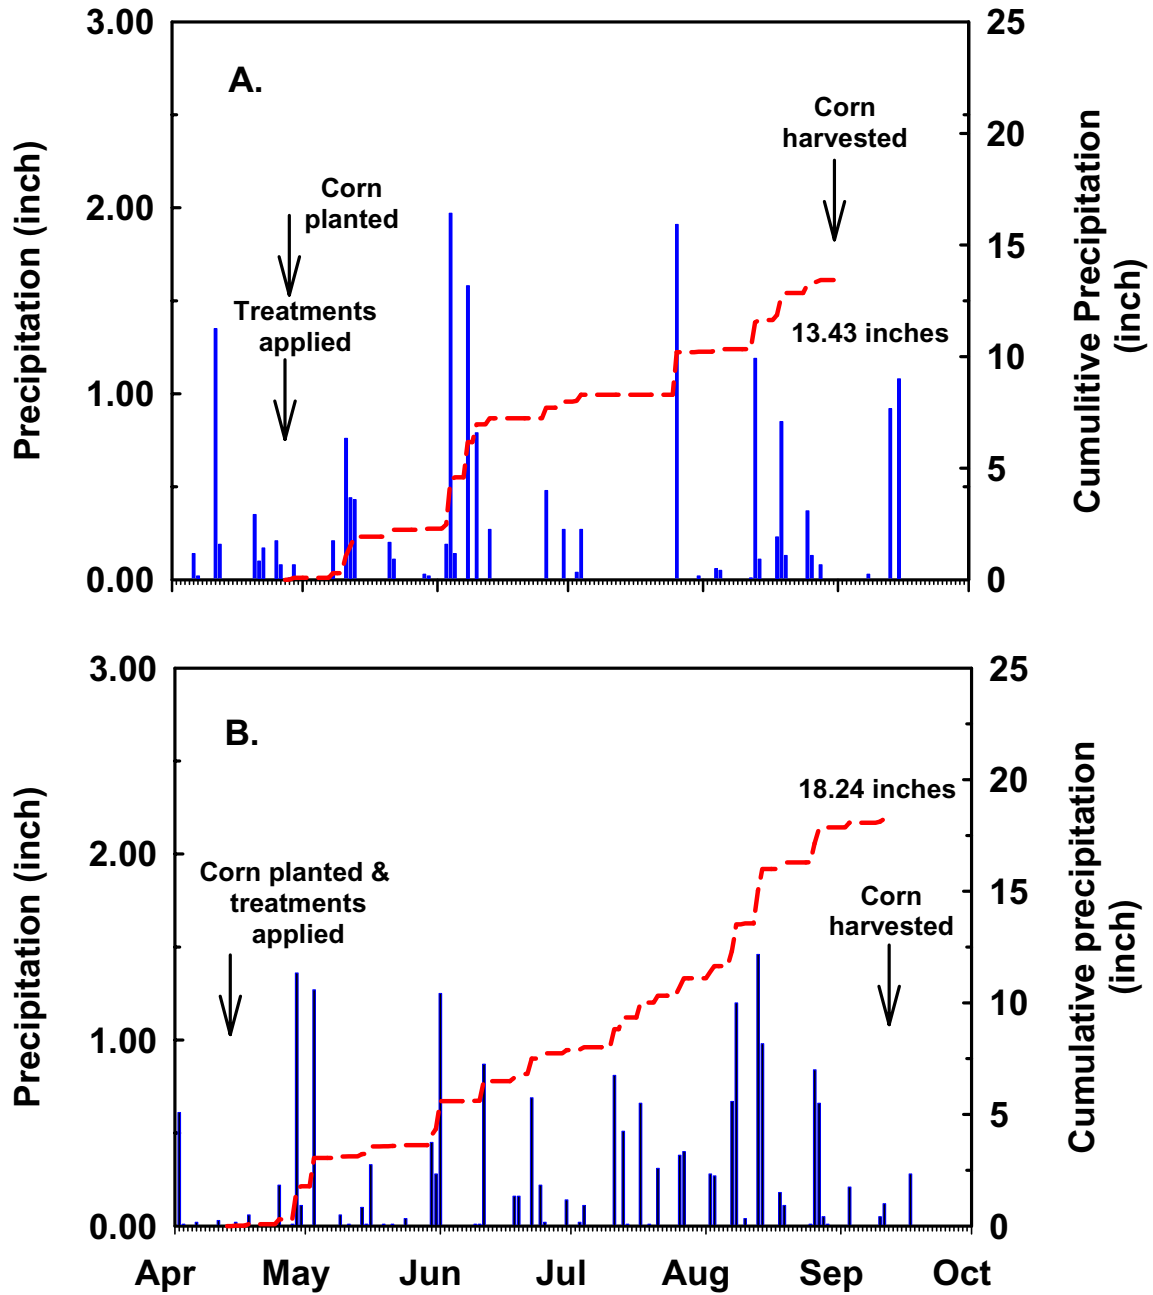 3.00
2.00
1.00
0.00
Precipitation (inch)
A.
Corn
planted
Treatments
applied
Corn
harvested
13.43 inches
25
20
15
10
5
0
Cumulitive Precipitation
(inch)
3.00
2.00
1.00
0.00
Precipitation (inch)
B.
Corn planted &
treatments
applied
18.24 inches
Corn
harvested
25
20
15
10
5
0
Cumulative precipitation
(inch)
Apr May Jun Jul Aug Sep Oct